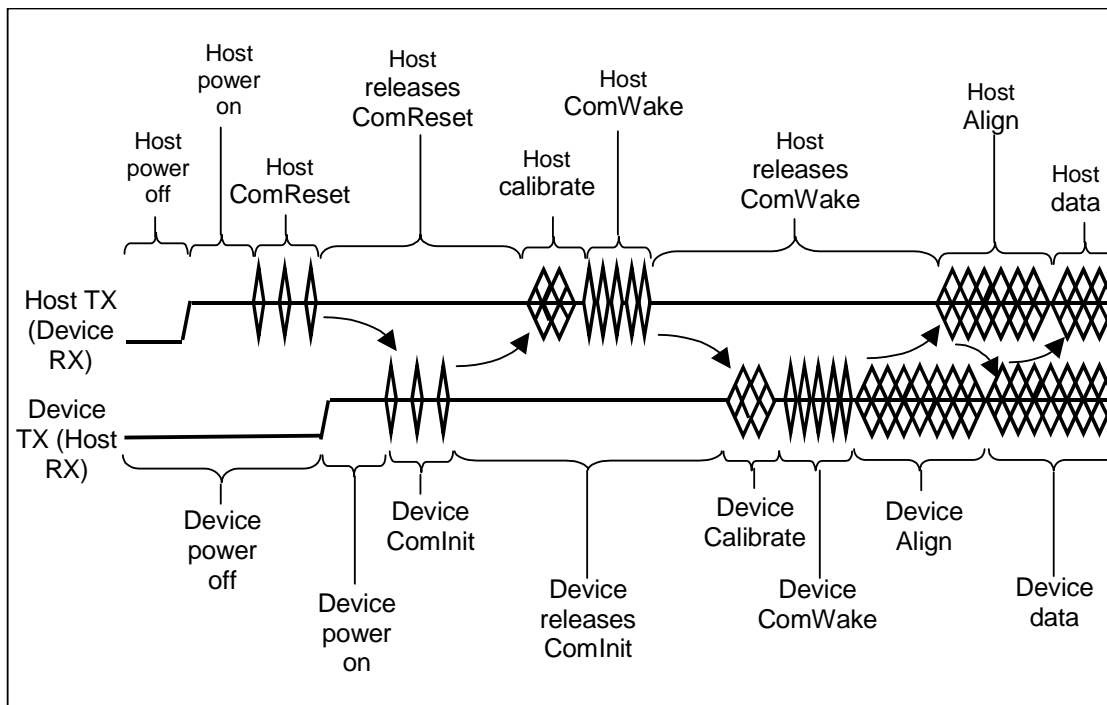 Host
power
off
Host
power
on
Host
ComReset
Host
releases
ComReset
Host
calibrate
Host
ComWake
Host
releases
ComWake
Host
Align
Host
data
Host TX
(Device
RX)
Device
TX (Host
RX)
Device
power
off
Device
power
on
Device
ComInit
Device
releases
ComInit
Device
Calibrate
Device
ComWake
Device
Align
Device
data